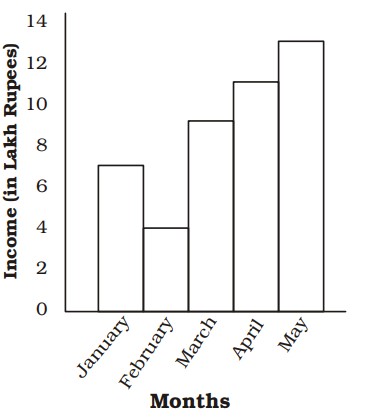 Income (in Lakh Rupees)
14
12
10
8
6
4
2
0
January
February
March
April
May
Months